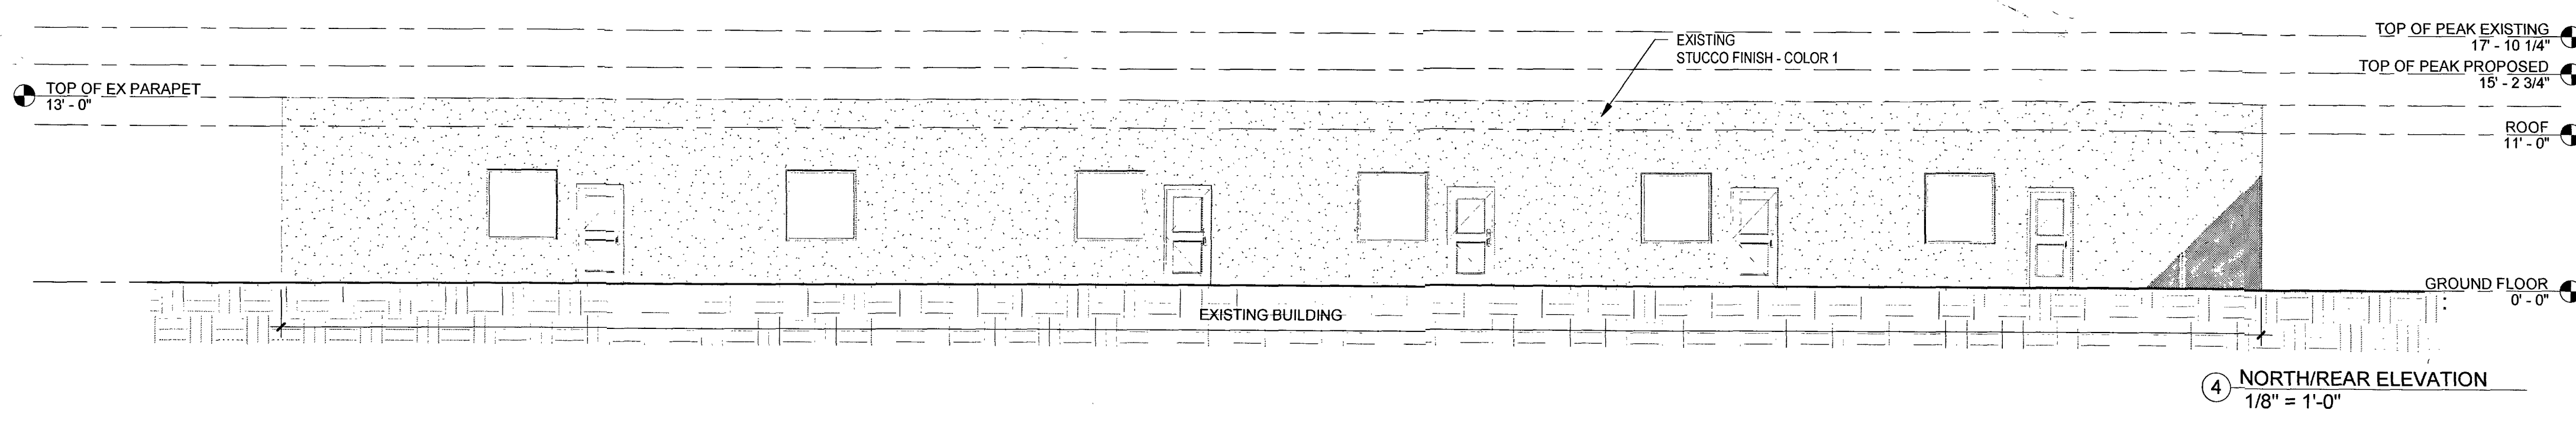 TOP OF PEAK EXISTING
17' - 10 1/4"
EXISTING
STUCCO FINISH - COLOR 1
TOP OF PEAK PROPOSED
15' - 2 3/4"
TOP OF EX PARAPET
13' - 0"
ROOF
11' - 0"
GROUND FLOOR
0' - 0"
EXISTING BUILDING
4 NORTH/REAR ELEVATION
1/8" = 1'-0"